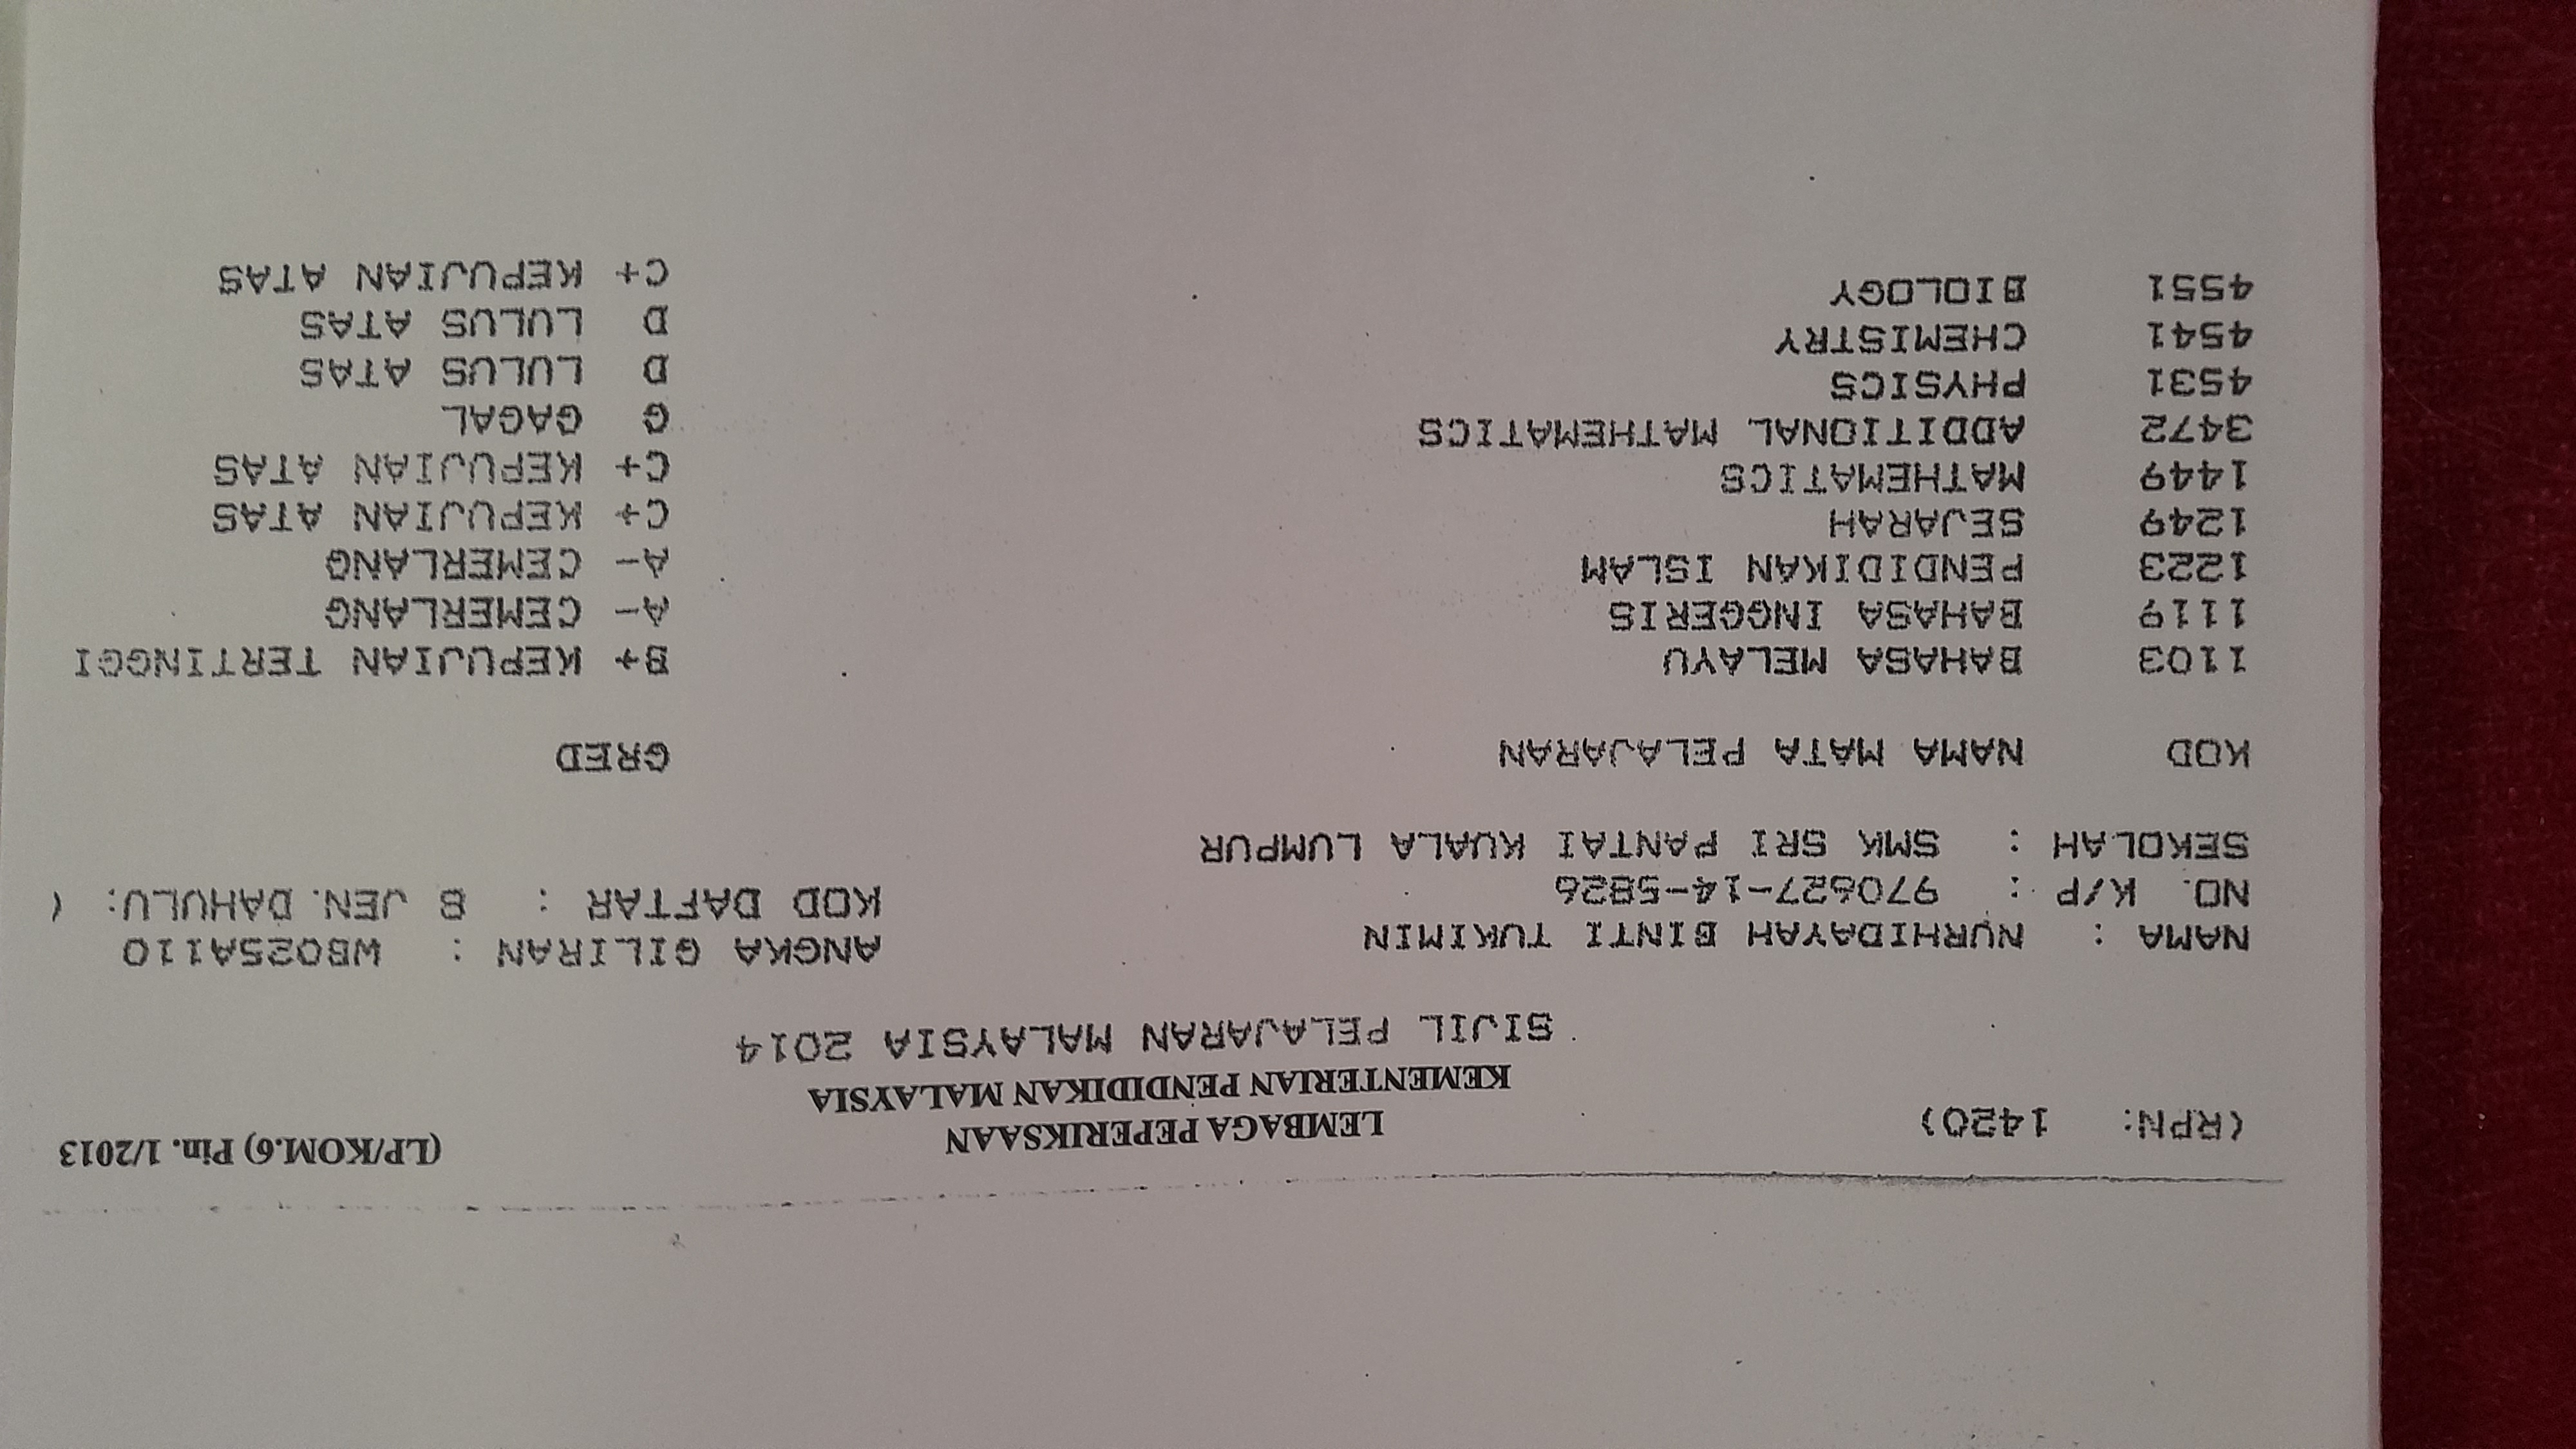 (RPN: 1420) (LP/KOM.6) Pin. 1/2013
LEMBAGA PEPERIKSAAN
KEMENTERIAN PENDIDIKAN MALAYSIA
SIJIL PELAJARAN MALAYSIA 2014
NAMA : NURHIDAYAH BINTI TUKIMIN ANGKA GILIRAN : WB025A110
NO. K/P : 970627-14-5826 KOD DAFTAR : B JEN. DAHULU: (
SEKOLAH : SMK SRI PANTAI KUALA LUMPUR
KOD NAMA MATA PELAJARAN GRED
1103 BAHASA MELAYU B+ KEPUJIAN TERTINGGI
1119 BAHASA INGGERIS A- CEMERLANG
1223 PENDIDIKAN ISLAM A- CEMERLANG
1249 SEJARAH C+ KEPUJIAN ATAS
1449 MATHEMATICS C+ KEPUJIAN ATAS
3472 ADDITIONAL MATHEMATICS G GAGAL
4531 PHYSICS D LULUS ATAS
4541 CHEMISTRY D LULUS ATAS
4551 BIOLOGY C+ KEPUJIAN ATAS